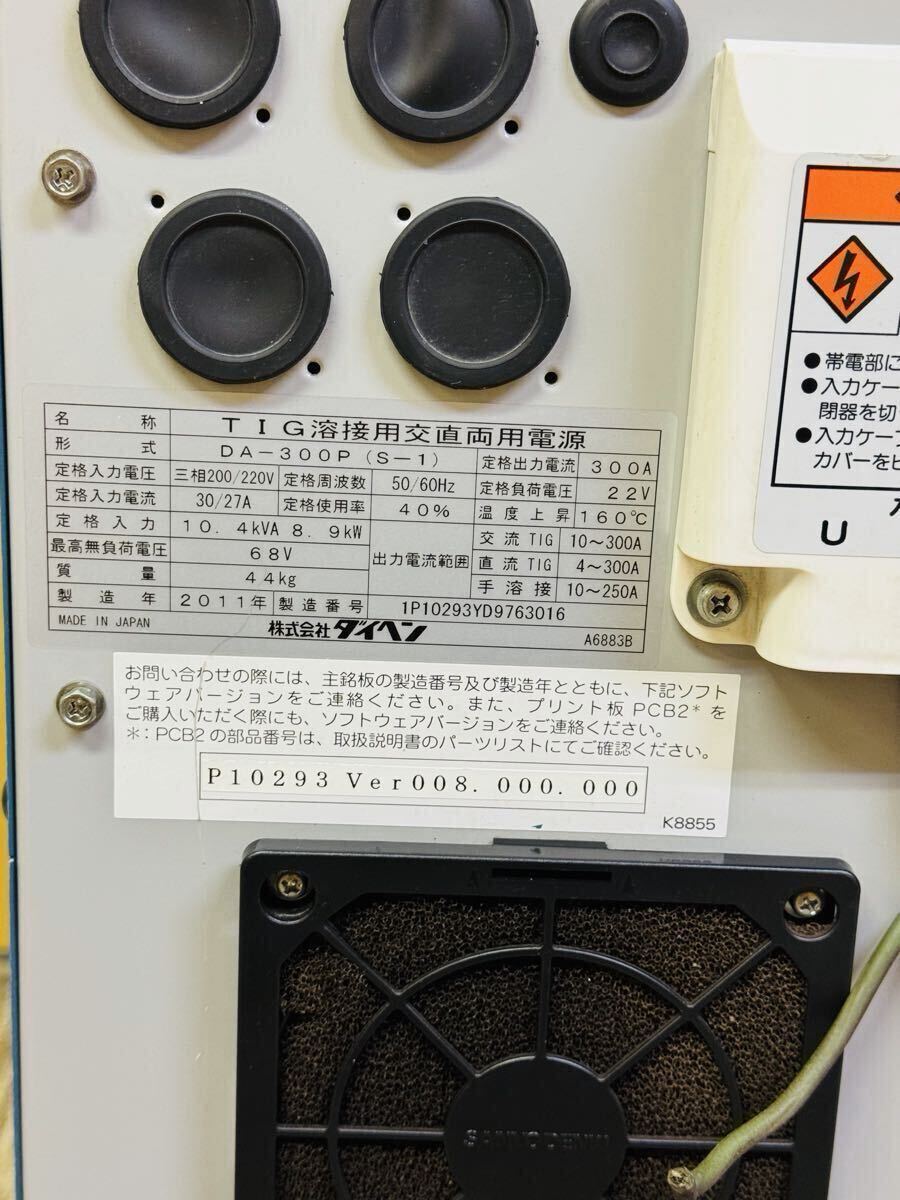 名称 TIG溶接用交直両用電源
形式 DA-300P (S-1) 定格出力電流 300A
定格入力電圧 三相200/220V 定格周波数 50/60Hz 定格負荷電圧 22V
定格入力電流 30/27A 定格使用率 40% 温度上昇 160℃
定格入力 10.4kVA 8.9kW 出力電流範囲 交流TIG 10～300A
最高無負荷電圧 68V 直流TIG 4～300A
質量 44kg 手溶接 10～250A
製造年 2011年 製造番号 1P10293YD9763016
MADE IN JAPAN 株式会社ダイヘン A6883B
お問い合わせの際には、主銘板の製造番号及び製造年とともに、下記ソフト
ウェアバージョンをご連絡ください。また、プリント板PCB2*を
ご購入いただく際にも、ソフトウェアバージョンをご連絡ください。
*：PCB2の部品番号は、取扱説明書のパーツリストにてご確認ください。
P10293 Ver008.000.000
K8855
●帯電部に
●入力ケー
閉器を切
●入力ケー
カバーをヒ
U
SANYO DENKI